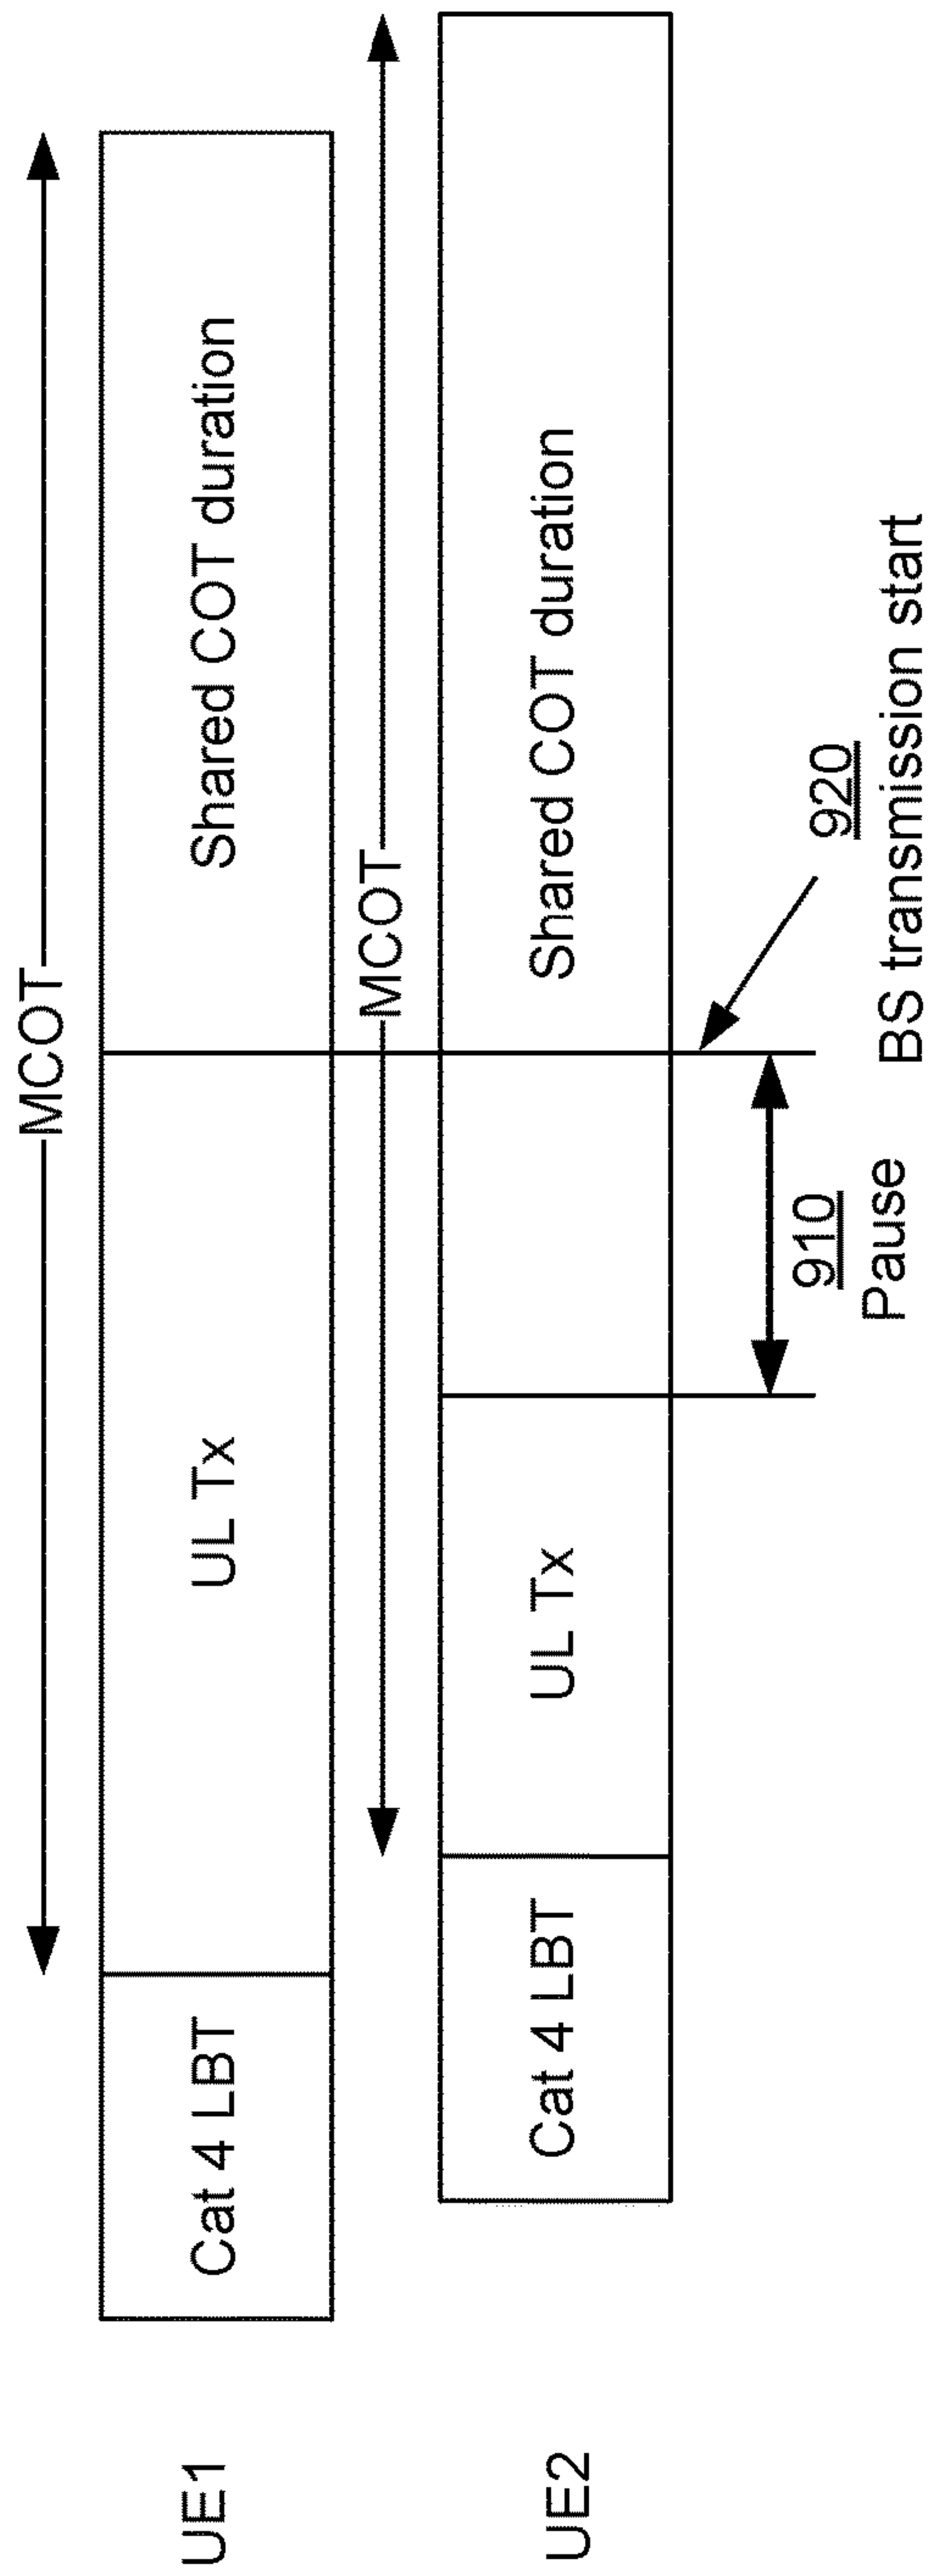 MCOT
UE1
Cat 4 LBT
UL Tx
Shared COT duration
MCOT
UE2
Cat 4 LBT
UL Tx
Shared COT duration
910
Pause
920
BS transmission start